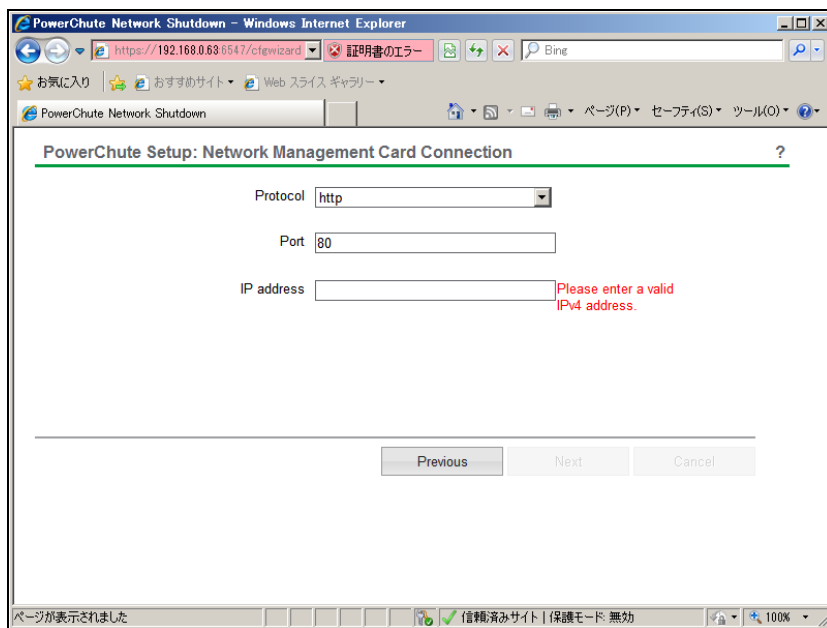 PowerChute Network Shutdown - Windows Internet Explorer
https://192.168.0.63:6547/cfgwizard 証明書のエラー Bing
お気に入り おすすめサイト Web スライス ギャラリー
PowerChute Network Shutdown ページ(P) セーフティ(S) ツール(O)
PowerChute Setup: Network Management Card Connection ?
Protocol http
Port 80
IP address Please enter a valid
IPv4 address.
Previous Next Cancel
ページが表示されました 信頼済みサイト | 保護モード: 無効 100%